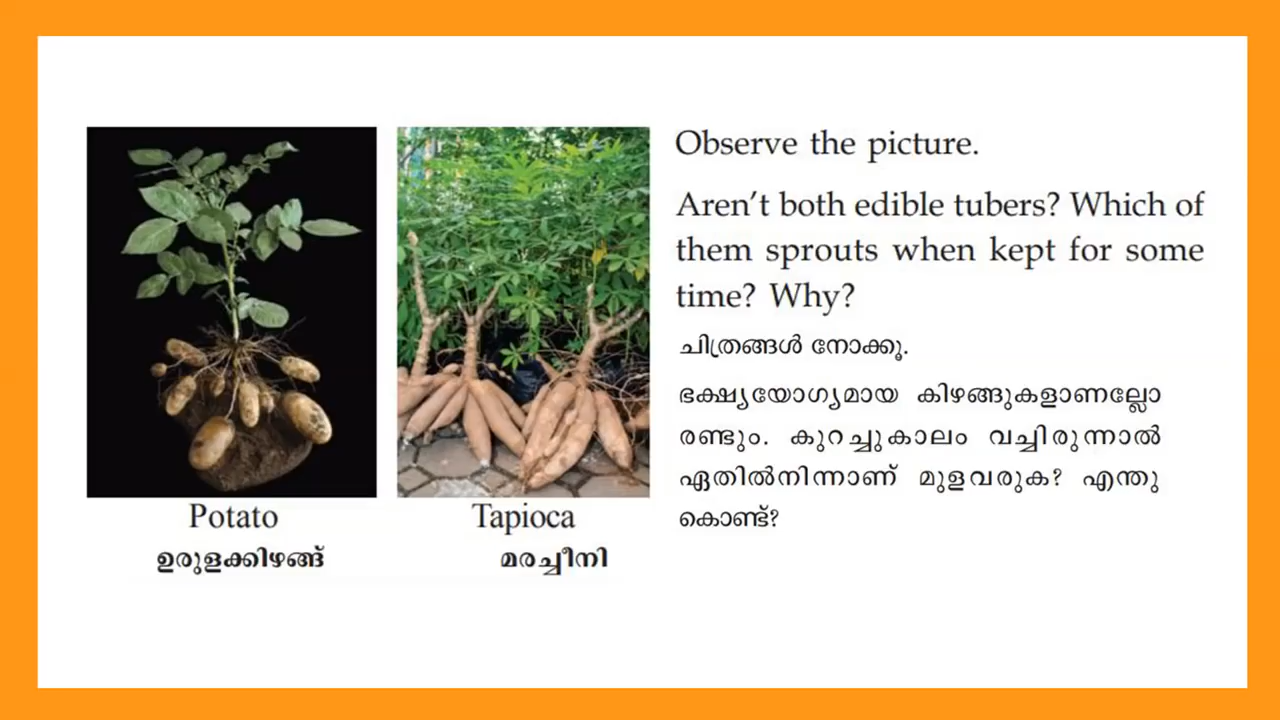 Observe the picture.
Aren't both edible tubers? Which of
them sprouts when kept for some
time? Why?
ചിത്രങ്ങൾ നോക്കൂ.
ഭക്ഷ്യയോഗ്യമായ കിഴങ്ങുകളാണല്ലോ
രണ്ടും. കുറച്ചുകാലം വച്ചിരുന്നാൽ
ഏതിൽനിന്നാണ് മുളവരുക? എന്തു
കൊണ്ട്?
Potato
ഉരുളക്കിഴങ്ങ്
Tapioca
മരച്ചീനി